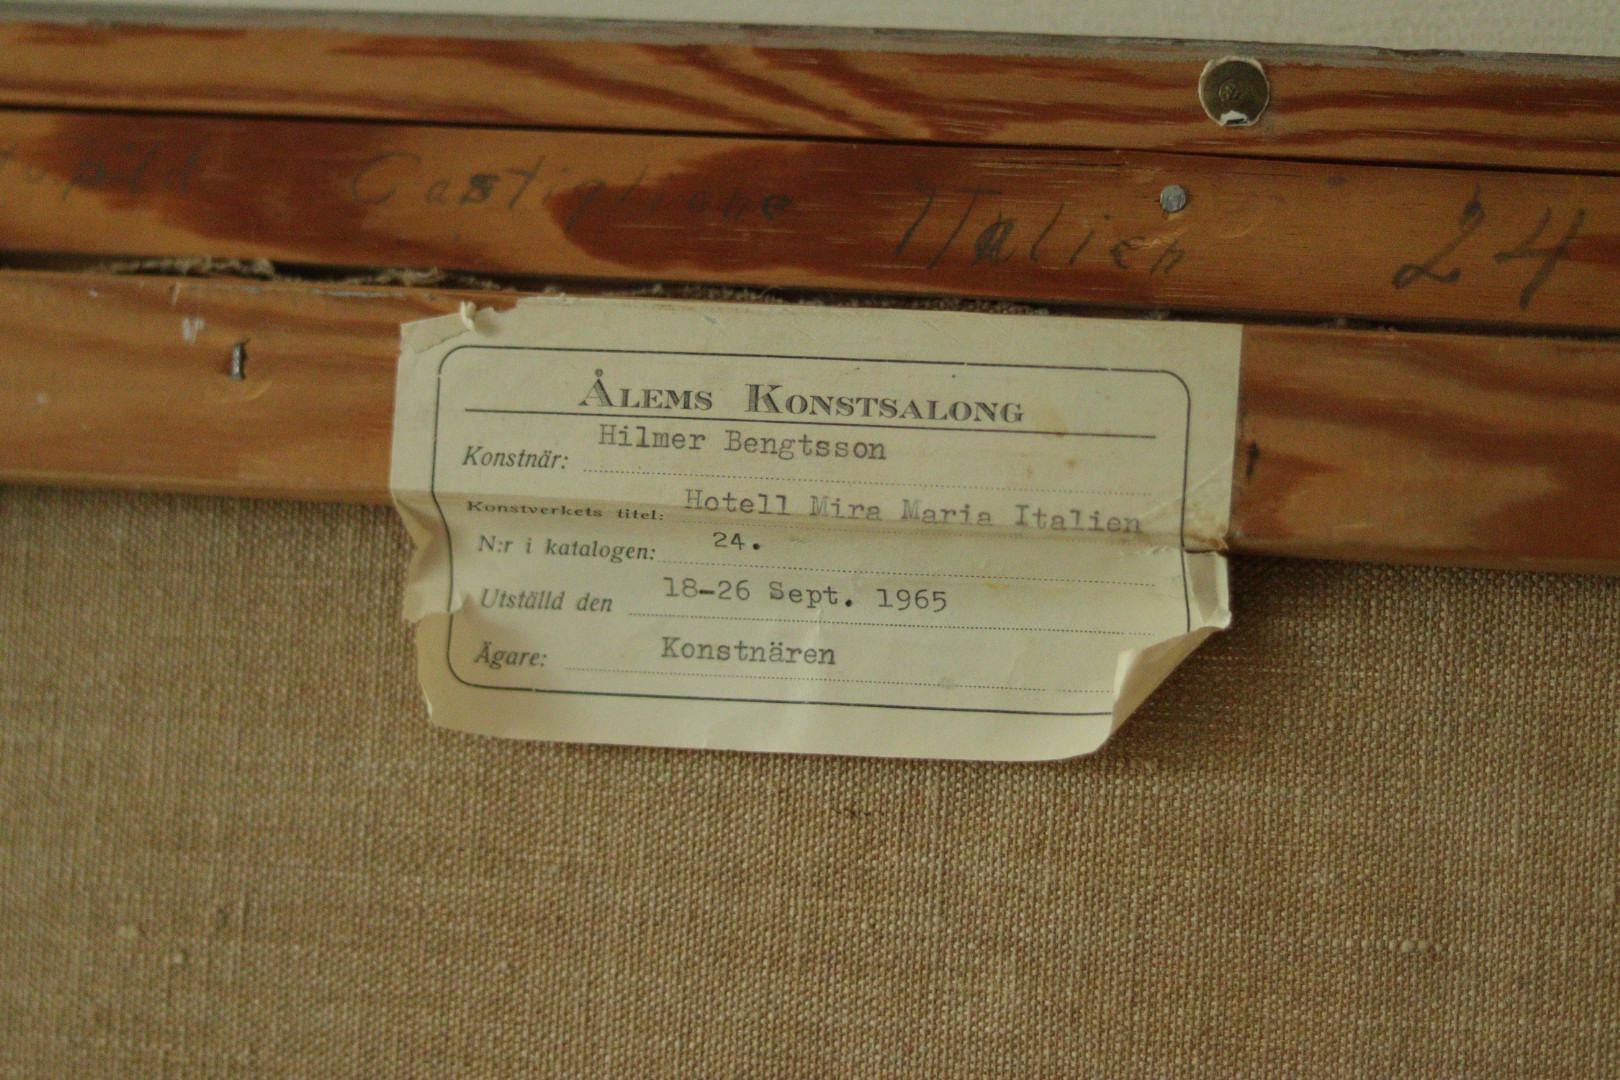 Castiglione Italien 24
ÅLEMS KONSTSALONG
Konstnär: Hilmer Bengtsson
Konstverkets titel: Hotell Mira Maria Italien
N:r i katalogen: 24.
Utställd den 18-26 Sept. 1965
Ägare: Konstnären